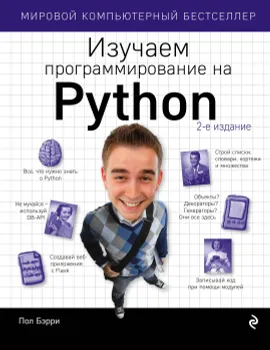 МИРОВОЙ КОМПЬЮТЕРНЫЙ БЕСТСЕЛЛЕР
Изучаем
программирование на
Python
2-е издание
Все, что нужно знать
о Python
Строй списки,
словари, кортежи
и множества
Не мучайся –
используй
DB-API
Объекты?
Декораторы?
Генераторы?
Они все здесь.
Создавай веб-
приложения
с Flask
Записывай код
при помощи модулей
Пол Бэрри